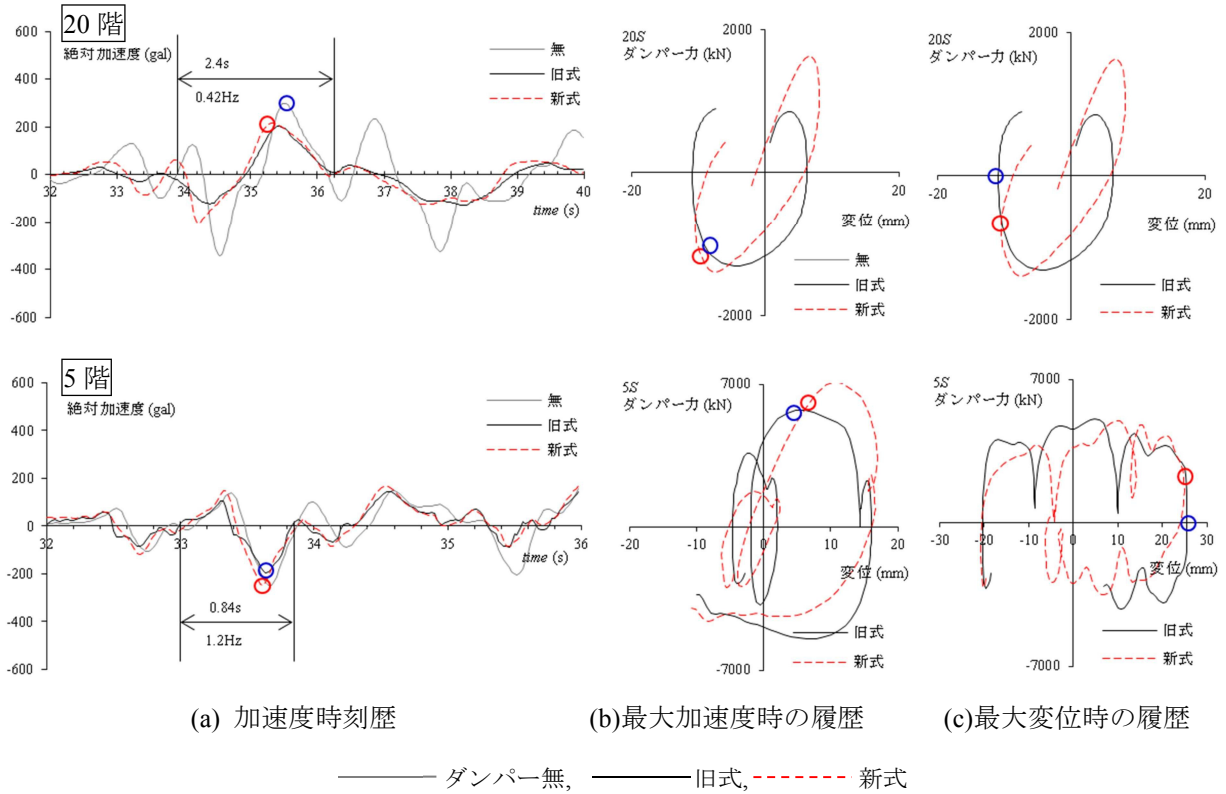 20 階
600
400
200
0
-200
-400
-600
絶対加速度 (gal)
2.4s
0.42Hz
無
旧式
新式
32
33
34
35
36
37
38
39
40
time (s)
20S
ダンパー力 (kN)
2000
-20
0
20
変位 (mm)
無
旧式
新式
-2000
20S
ダンパー力 (kN)
2000
-20
0
20
変位 (mm)
旧式
新式
-2000
5 階
600
400
200
0
-200
-400
-600
絶対加速度 (gal)
無
旧式
新式
32
33
34
35
36
time (s)
0.84s
1.2Hz
5S
ダンパー力 (kN)
7000
-20
-10
0
10
20
変位 (mm)
旧式
新式
-7000
5S
ダンパー力 (kN)
7000
-30
-20
-10
0
10
20
30
変位 (mm)
旧式
新式
-7000
(a) 加速度時刻歴
(b)最大加速度時の履歴
(c)最大変位時の履歴
ダンパー無, 旧式, 新式